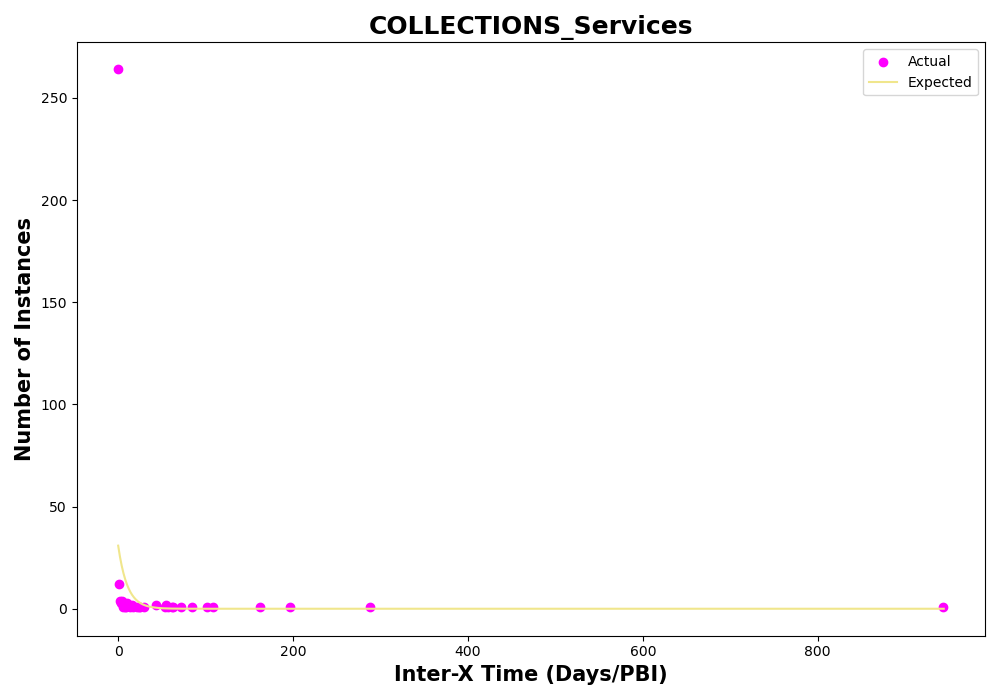 COLLECTIONS_Services
Actual
Expected
250
200
150
100
50
0
Number of Instances
0
200
400
600
800
Inter-X Time (Days/PBI)